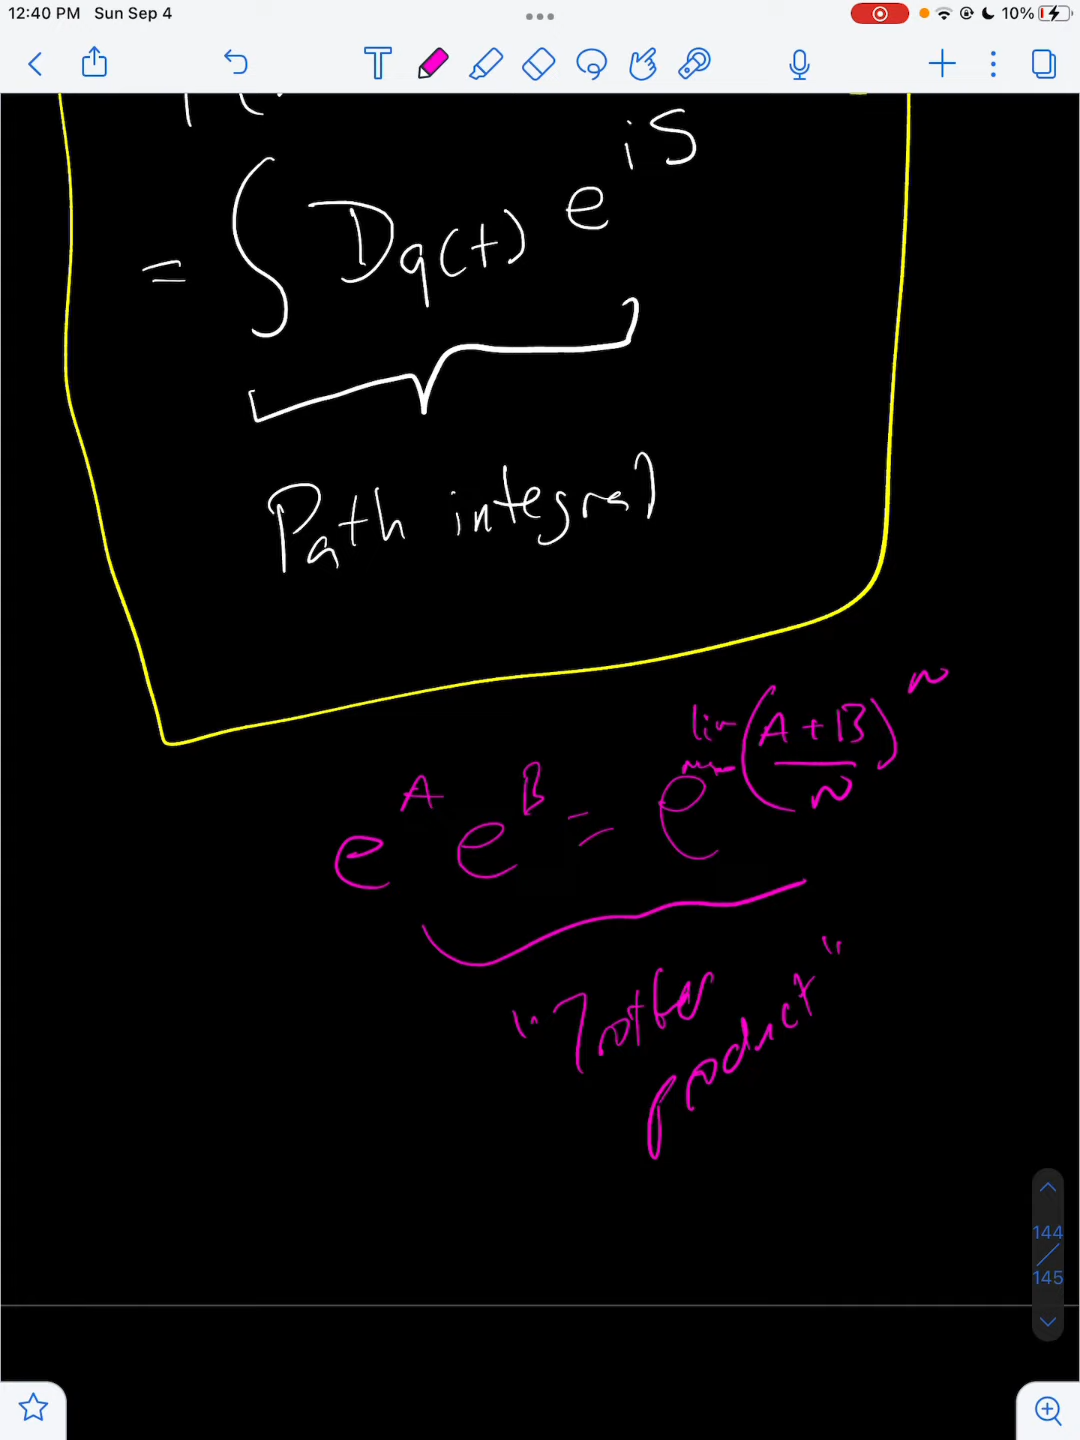 12:40 PM Sun Sep 4
10%
T
= ∫ Dq(t) e^{iS}
Path integral
e^A e^B = e^{lim (A + B / N)^N}
"Trotter
product"
144
/
145